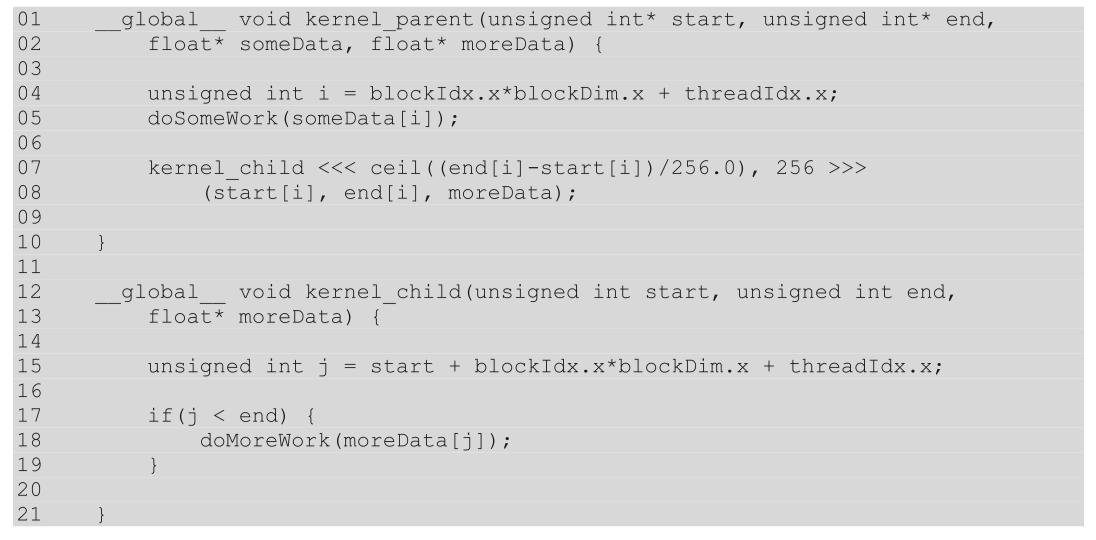 01 __global__ void kernel_parent(unsigned int* start, unsigned int* end,
02 float* someData, float* moreData) {
03
04 unsigned int i = blockIdx.x*blockDim.x + threadIdx.x;
05 doSomeWork(someData[i]);
06
07 kernel_child <<< ceil((end[i]-start[i])/256.0), 256 >>>
08 (start[i], end[i], moreData);
09
10 }
11
12 __global__ void kernel_child(unsigned int start, unsigned int end,
13 float* moreData) {
14
15 unsigned int j = start + blockIdx.x*blockDim.x + threadIdx.x;
16
17 if(j < end) {
18 doMoreWork(moreData[j]);
19 }
20
21 }